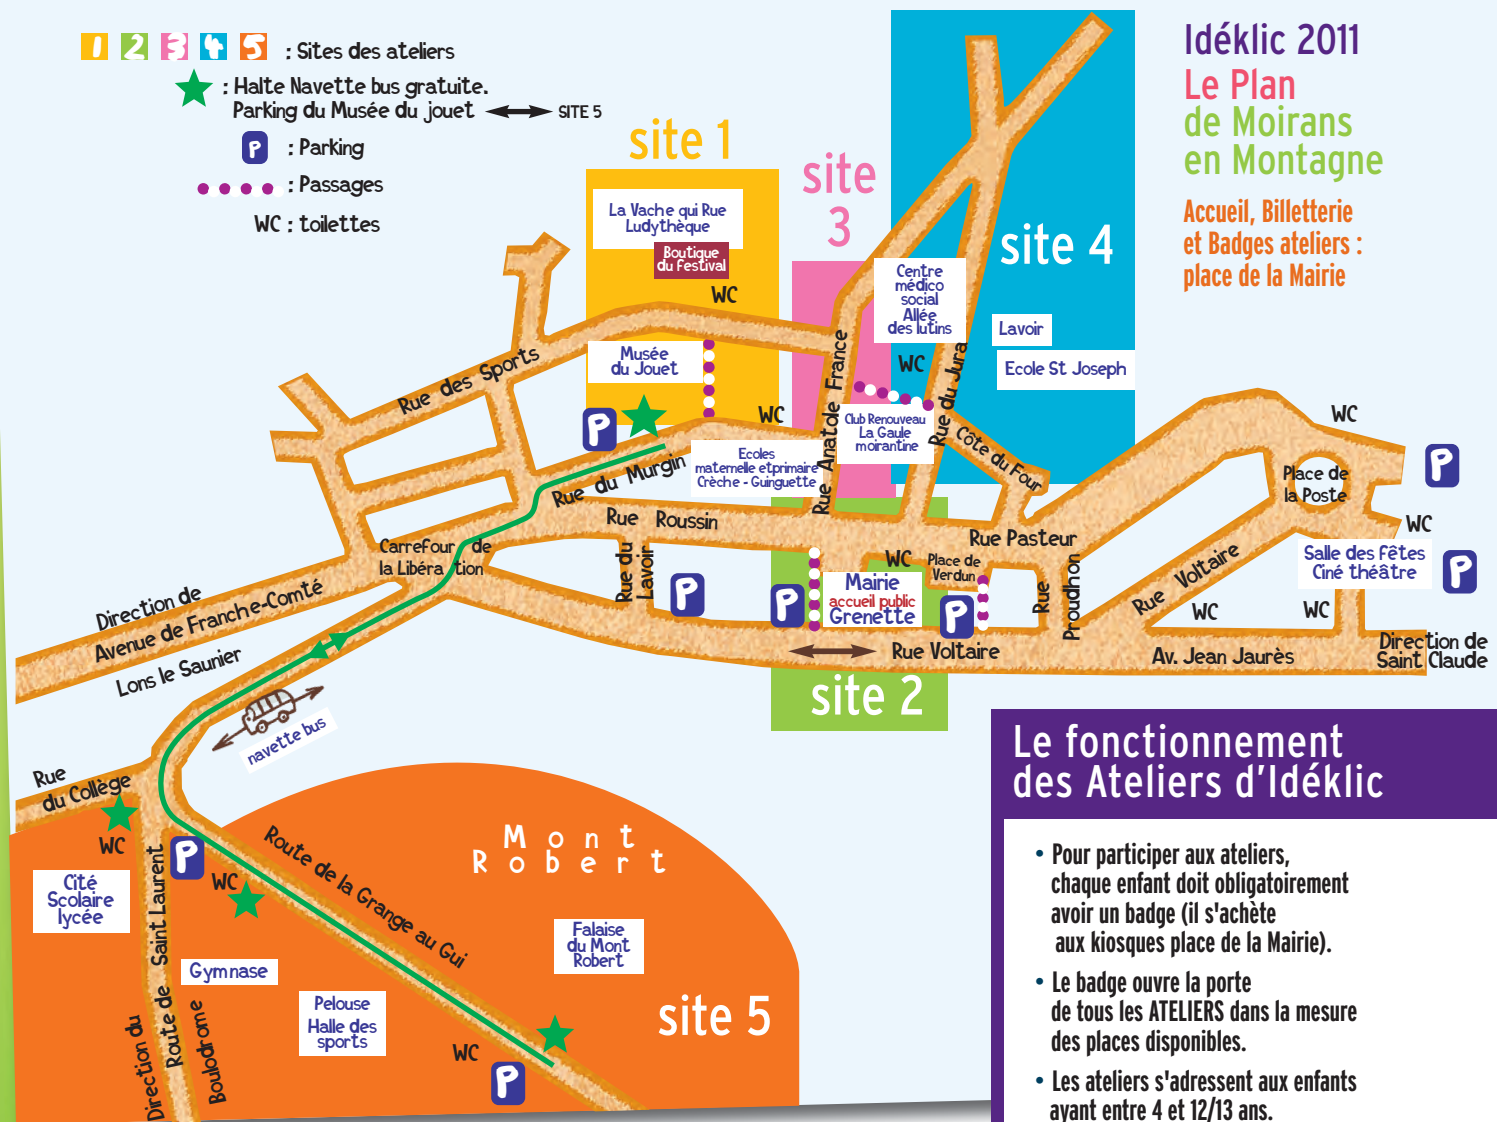 1 2 3 4 5 : Sites des ateliers
: Halte Navette bus gratuite.
Parking du Musée du jouet SITE 5
P : Parking
: Passages
WC : toilettes
Idéklic 2011
Le Plan
de Moirans
en Montagne
Accueil, Billetterie
et Badges ateliers :
place de la Mairie
site 1
La Vache qui Rue
Ludythèque
Boutique
du Festival
WC
Musée
du Jouet
P
WC
Ecoles
maternelle etprimaire
Crèche - Guinguette
site
3
Club Renouveau
La Gaule
moirantine
site 4
Centre
médico
social
Allée
des lutins
WC
Lavoir
Ecole St Joseph
Rue des Sports
Rue du Murgin
Rue Anatole France
Rue du Jura
Côte du Four
Rue Roussin
Rue Pasteur
Carrefour de
la Libéra tion
Rue du
Lavoir
P
P
WC
Mairie
accueil public
Grenette
Place de
Verdun
P
Rue
Proudhon
Rue Voltaire
site 2
Rue Voltaire
Place de
la Poste
WC
P
WC
Salle des fêtes
Ciné théâtre
P
WC
WC
Av. Jean Jaurès
Direction de
Saint Claude
Direction de
Avenue de Franche-Comté
Lons le Saunier
navette bus
Rue
du Collège
WC
Cité
Scolaire
lycée
P
WC
Route de la Grange au Gui
Mont
Robert
Falaise
du Mont
Robert
site 5
Gymnase
Pelouse
Halle des
sports
WC
P
Route de Saint Laurent
Direction du
Boulodrome
Le fonctionnement
des Ateliers d'Idéklic
• Pour participer aux ateliers,
chaque enfant doit obligatoirement
avoir un badge (il s'achète
aux kiosques place de la Mairie).
• Le badge ouvre la porte
de tous les ATELIERS dans la mesure
des places disponibles.
• Les ateliers s'adressent aux enfants
ayant entre 4 et 12/13 ans.